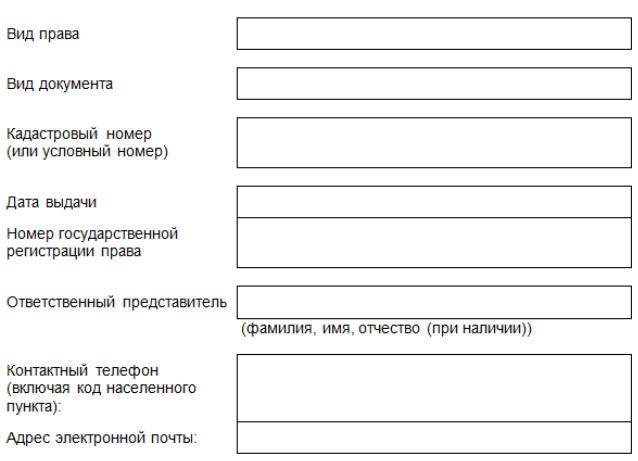 Вид права
Вид документа
Кадастровый номер
(или условный номер)
Дата выдачи
Номер государственной
регистрации права
Ответственный представитель
(фамилия, имя, отчество (при наличии))
Контактный телефон
(включая код населенного
пункта):
Адрес электронной почты: